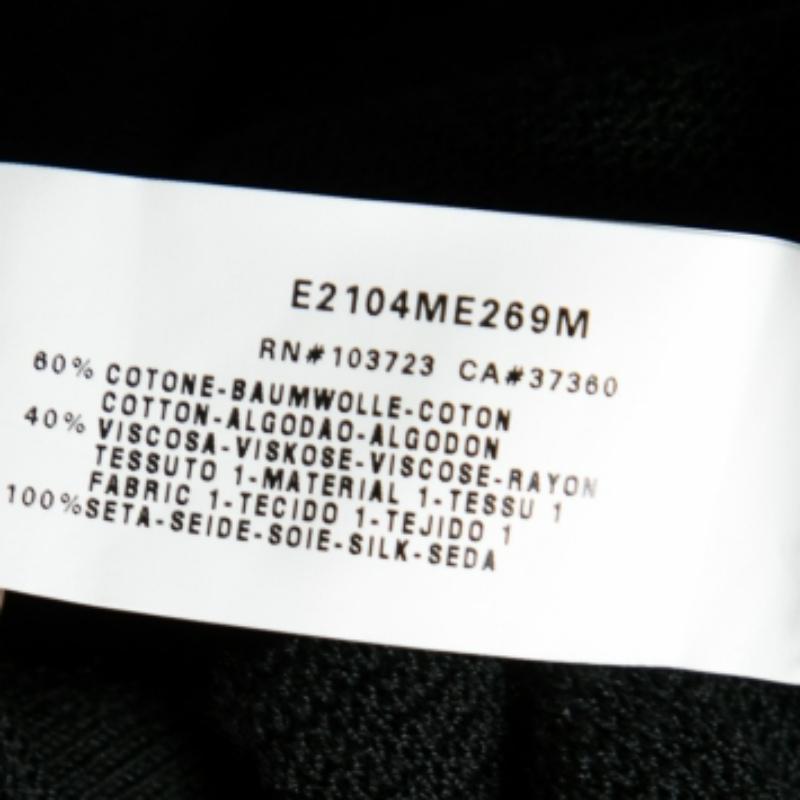 E2104ME269M
RN#103723 CA#37360
60% COTONE-BAUMWOLLE-COTON
COTTON-ALGODAO-ALGODON
40% VISCOSA-VISKOSE-VISCOSE-RAYON
TESSUTO 1-MATERIAL 1-TESSU 1
FABRIC 1-TECIDO 1-TEJIDO 1
100%SETA-SEIDE-SOIE-SILK-SEDA